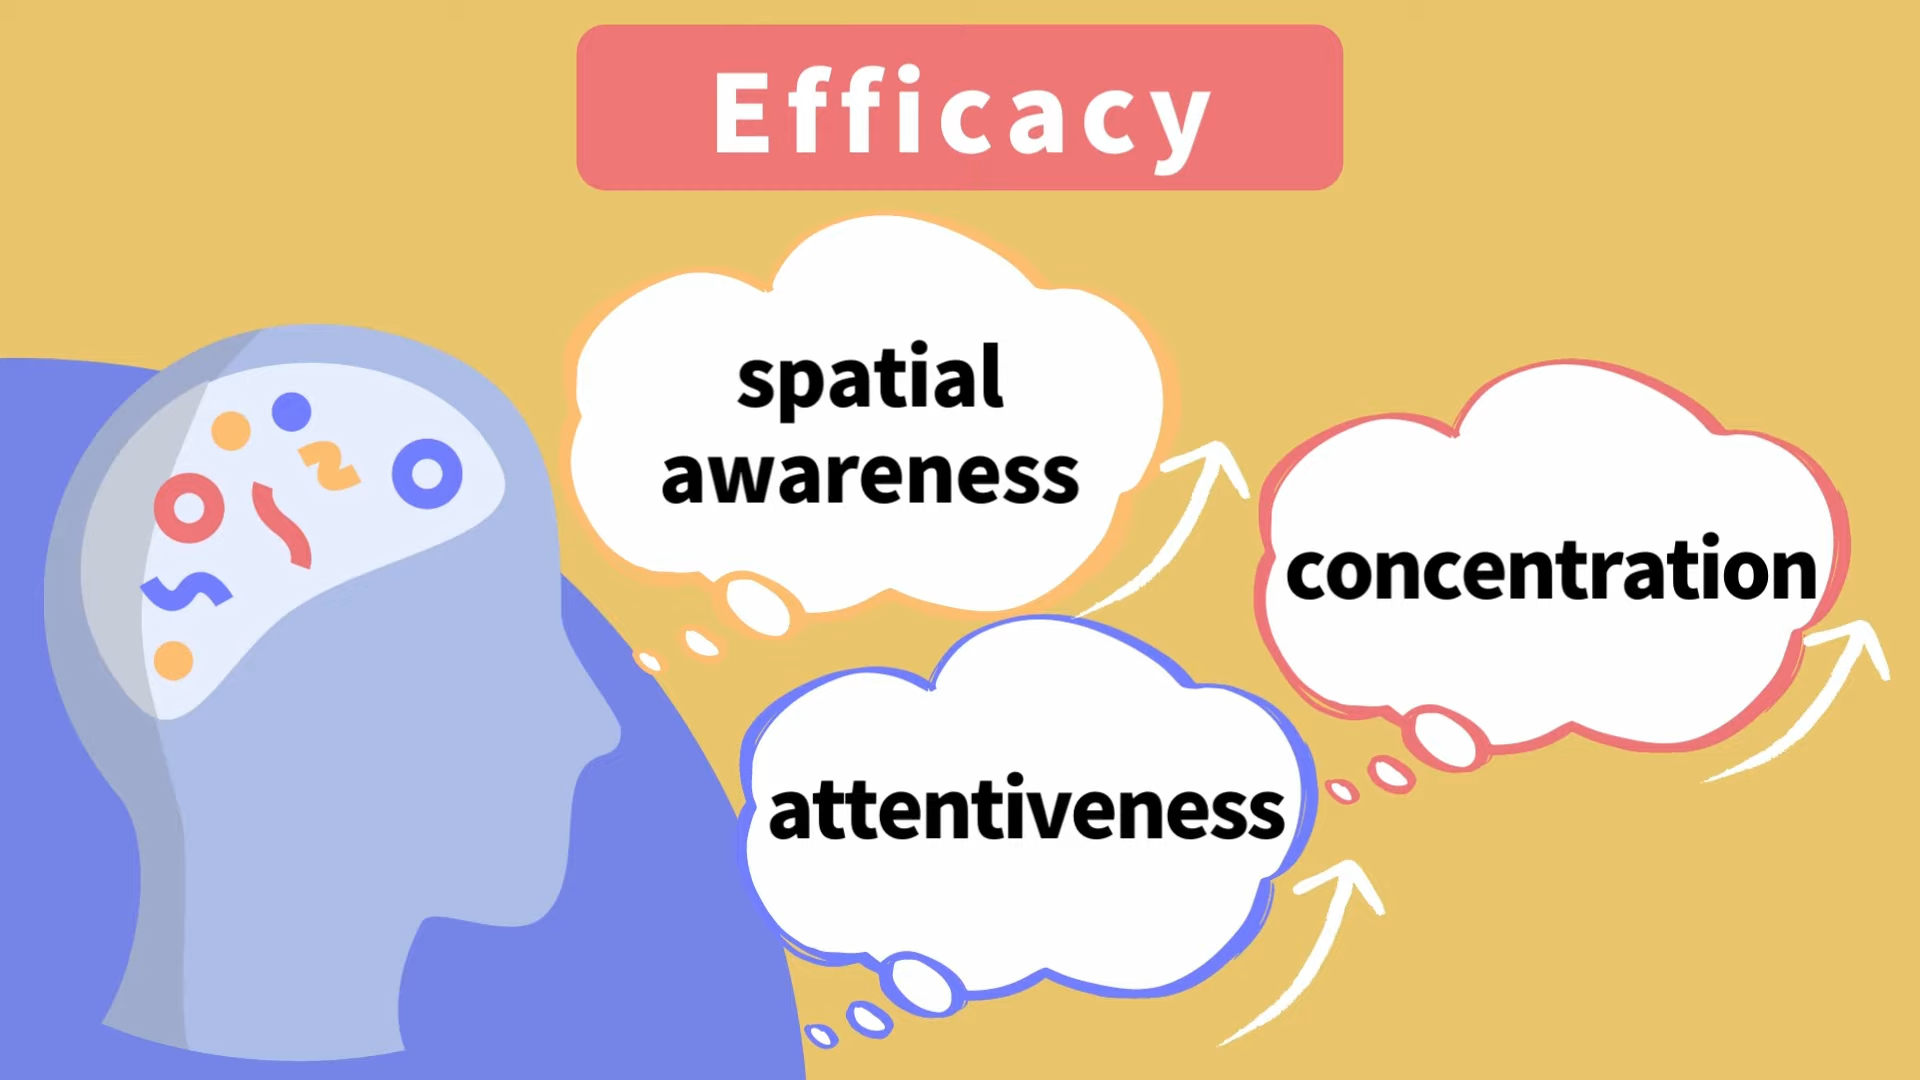 Efficacy
spatial
awareness
concentration
attentiveness